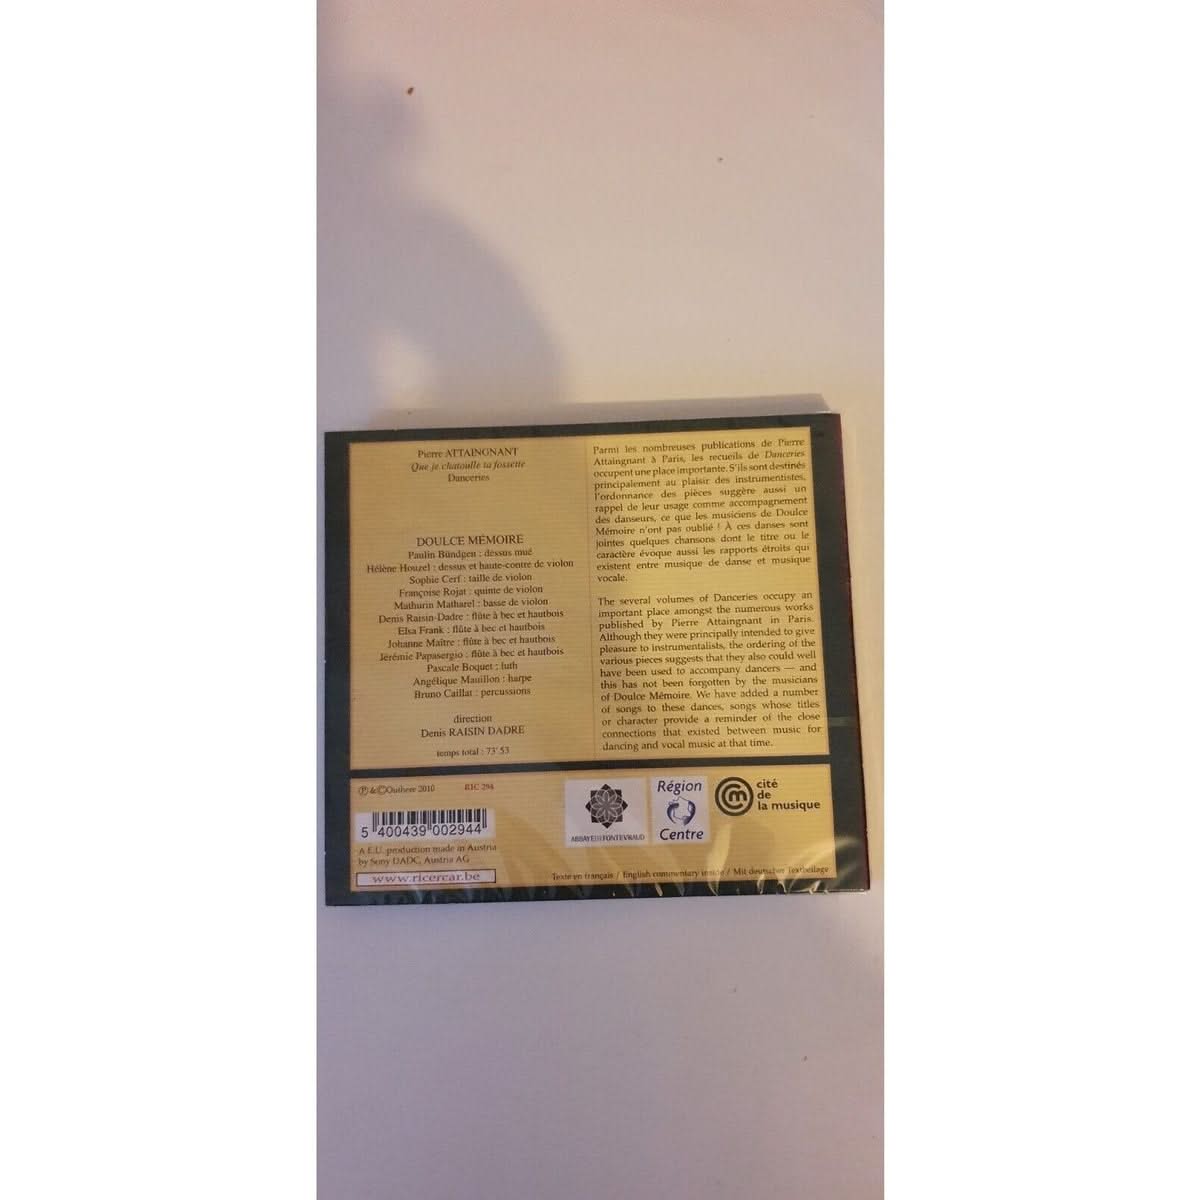 Pierre ATTAINGNANT
Que je chatoulle ta fossette
Danceries
DOULCE MÉMOIRE
Paulin Bündgen : dessus mué
Hélène Houzel : dessus et haute-contre de violon
Sophie Cerf : taille de violon
Françoise Rojat : quinte de violon
Mathurin Matharel : basse de violon
Denis Raisin-Dadre : flûte à bec et hautbois
Elsa Frank : flûte à bec et hautbois
Johanne Maître : flûte à bec et hautbois
Jérémie Papasergio : flûte à bec et hautbois
Pascale Boquet : luth
Angélique Mauillon : harpe
Bruno Caillat : percussions
direction
Denis RAISIN DADRE
temps total : 73' 53
Parmi les nombreuses publications de Pierre
Attaingnant à Paris, les recueils de Danceries
occupent une place importante. S'ils sont destinés
principalement au plaisir des instrumentistes,
l'ordonnance des pièces suggère aussi un
rappel de leur usage comme accompagnement
des danseurs, ce que les musiciens de Doulce
Mémoire n'ont pas oublié ! À ces danses sont
jointes quelques chansons dont le titre ou le
caractère évoque aussi les rapports étroits qui
existent entre musique de danse et musique
vocale.
The several volumes of Danceries occupy an
important place amongst the numerous works
published by Pierre Attaingnant in Paris.
Although they were principally intended to give
pleasure to instrumentalists, the ordering of the
various pieces suggests that they also could well
have been used to accompany dancers — and
this has not been forgotten by the musicians
of Doulce Mémoire. We have added a number
of songs to these dances, songs whose titles
or character provide a reminder of the close
connections that existed between music for
dancing and vocal music at that time.
℗ & © Outhere 2010 RIC 294
5 400439 002944
A E.U. production made in Austria
by Sony DADC, Austria AG
www.ricercar.be
ABBAYE DE FONTEVRAUD
Région
Centre
cité
de
la musique
Texte en français / English commentary inside / Mit deutscher Textbeilage